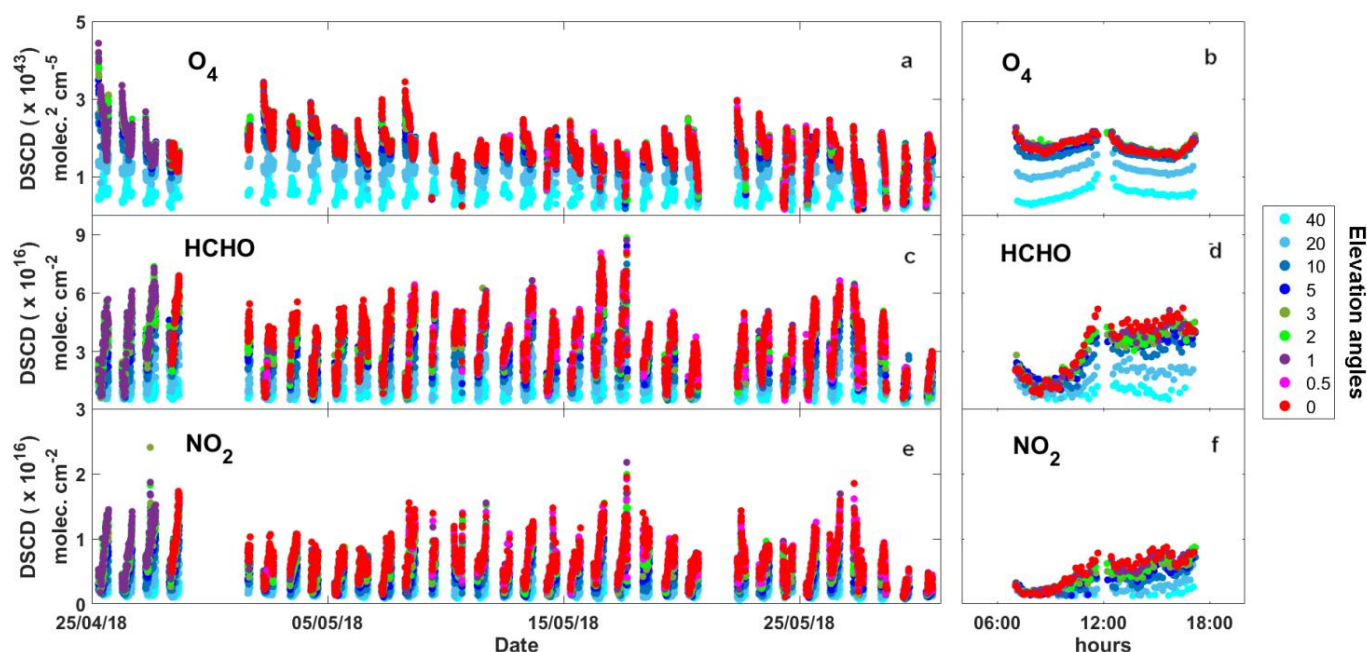 DSCD ( x 10^43)
molec.^2 cm-5
5
3
1
O4
a
O4
b
DSCD ( x 10^16)
molec. cm-2
9
6
3
HCHO
c
HCHO
d
DSCD ( x 10^16)
molec. cm-2
3
2
1
0
NO2
e
NO2
f
25/04/18
05/05/18
15/05/18
25/05/18
Date
06:00
12:00
18:00
hours
40
20
10
5
3
2
1
0.5
0
Elevation angles